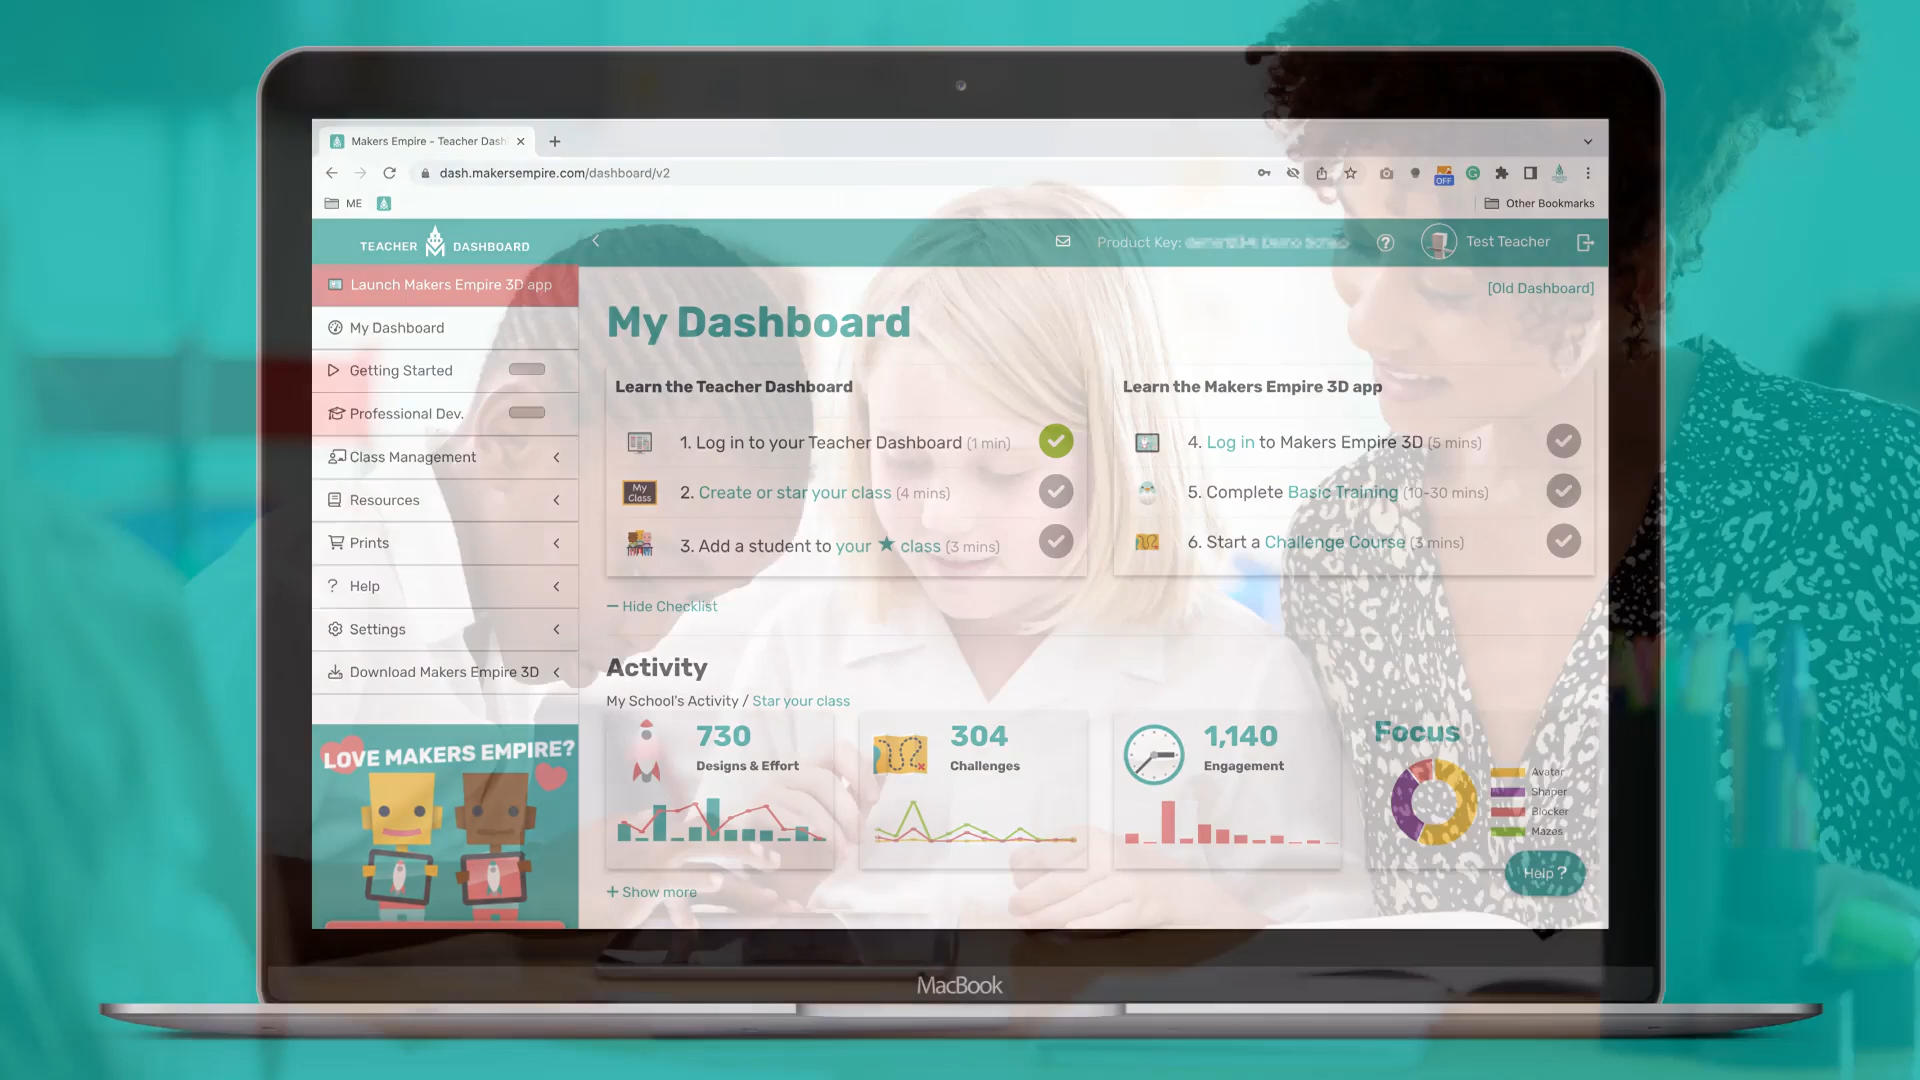 Makers Empire - Teacher Dash
dash.makersempire.com/dashboard/v2
OFF
ME
Other Bookmarks
TEACHER DASHBOARD
Product Key:
Test Teacher
Launch Makers Empire 3D app
[Old Dashboard]
My Dashboard
Getting Started
Professional Dev.
Class Management
Resources
Prints
? Help
Settings
Download Makers Empire 3D
LOVE MAKERS EMPIRE?
My Dashboard
Learn the Teacher Dashboard
1. Log in to your Teacher Dashboard (1 min)
My Class
2. Create or star your class (4 mins)
3. Add a student to your ★ class (3 mins)
Learn the Makers Empire 3D app
4. Log in to Makers Empire 3D (5 mins)
5. Complete Basic Training (10-30 mins)
6. Start a Challenge Course (3 mins)
— Hide Checklist
Activity
My School's Activity / Star your class
730
Designs & Effort
304
Challenges
1,140
Engagement
Focus
Avatar
Shaper
Blocker
Mazes
+ Show more
Help ?
MacBook